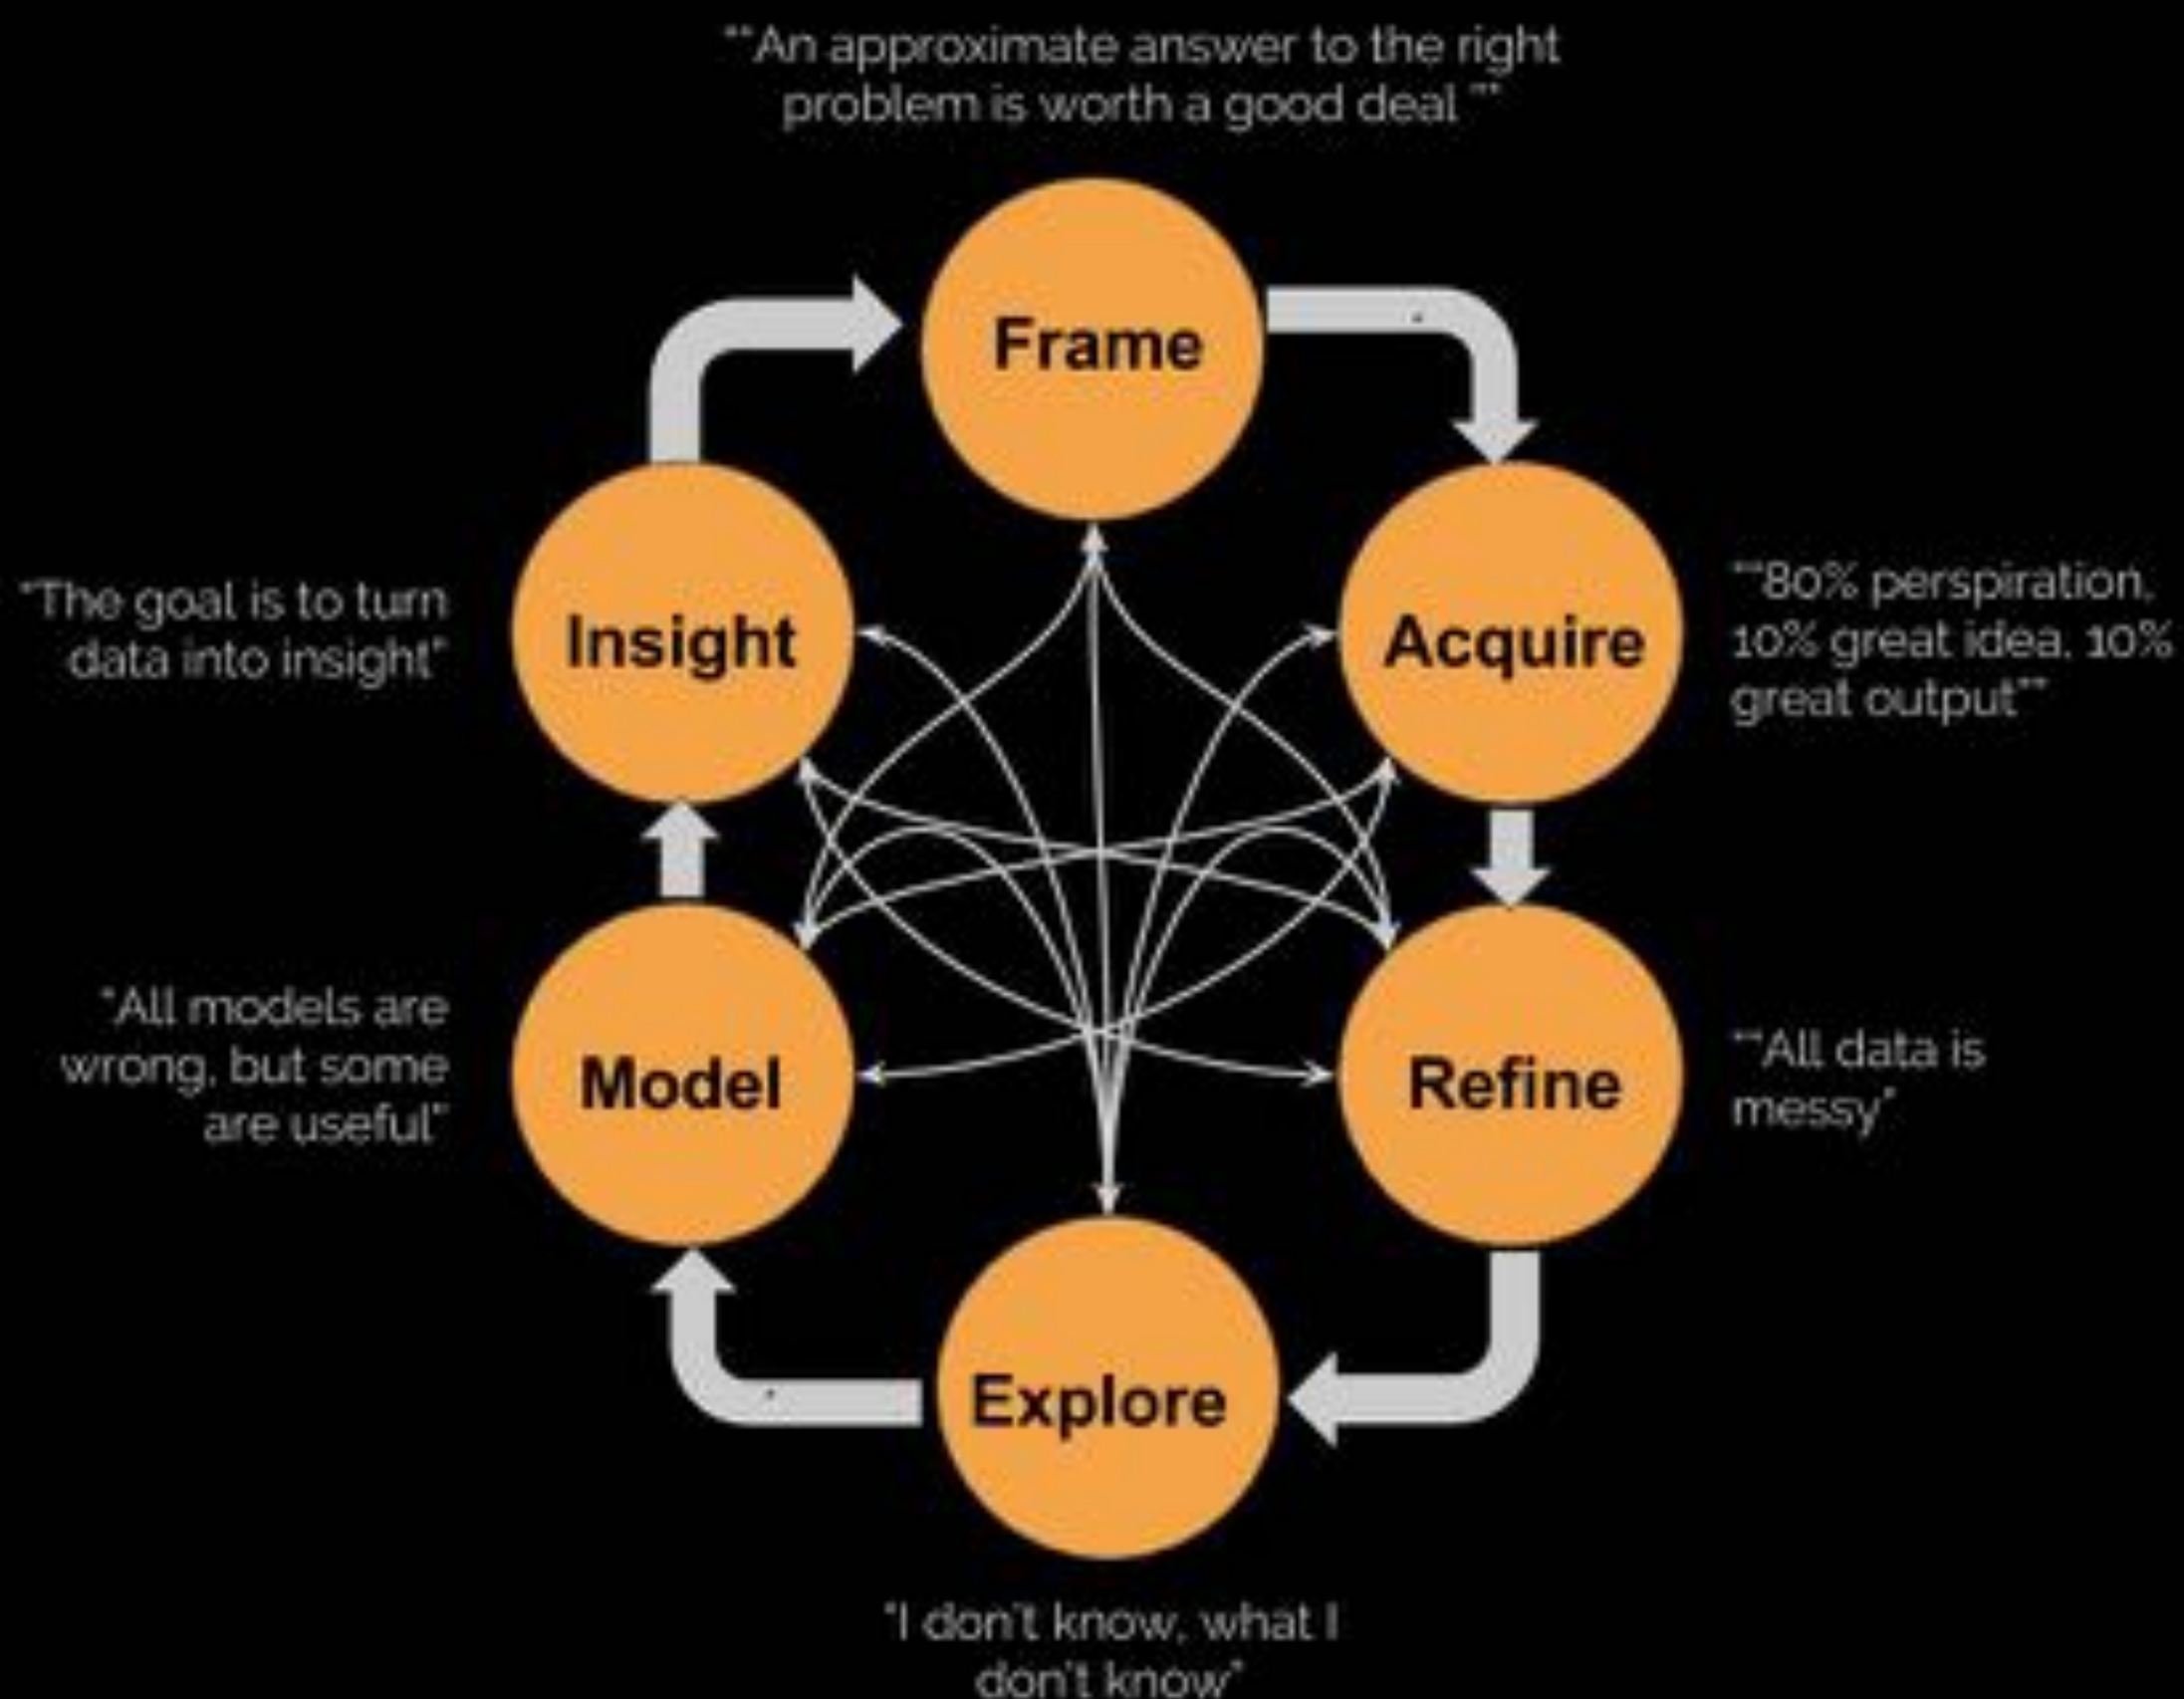 ""An approximate answer to the right
problem is worth a good deal ""
Frame
Insight
Acquire
"The goal is to turn
data into insight"
""80% perspiration,
10% great idea, 10%
great output""
Model
Refine
"All models are
wrong, but some
are useful"
""All data is
messy"
Explore
"I don't know, what I
don't know"